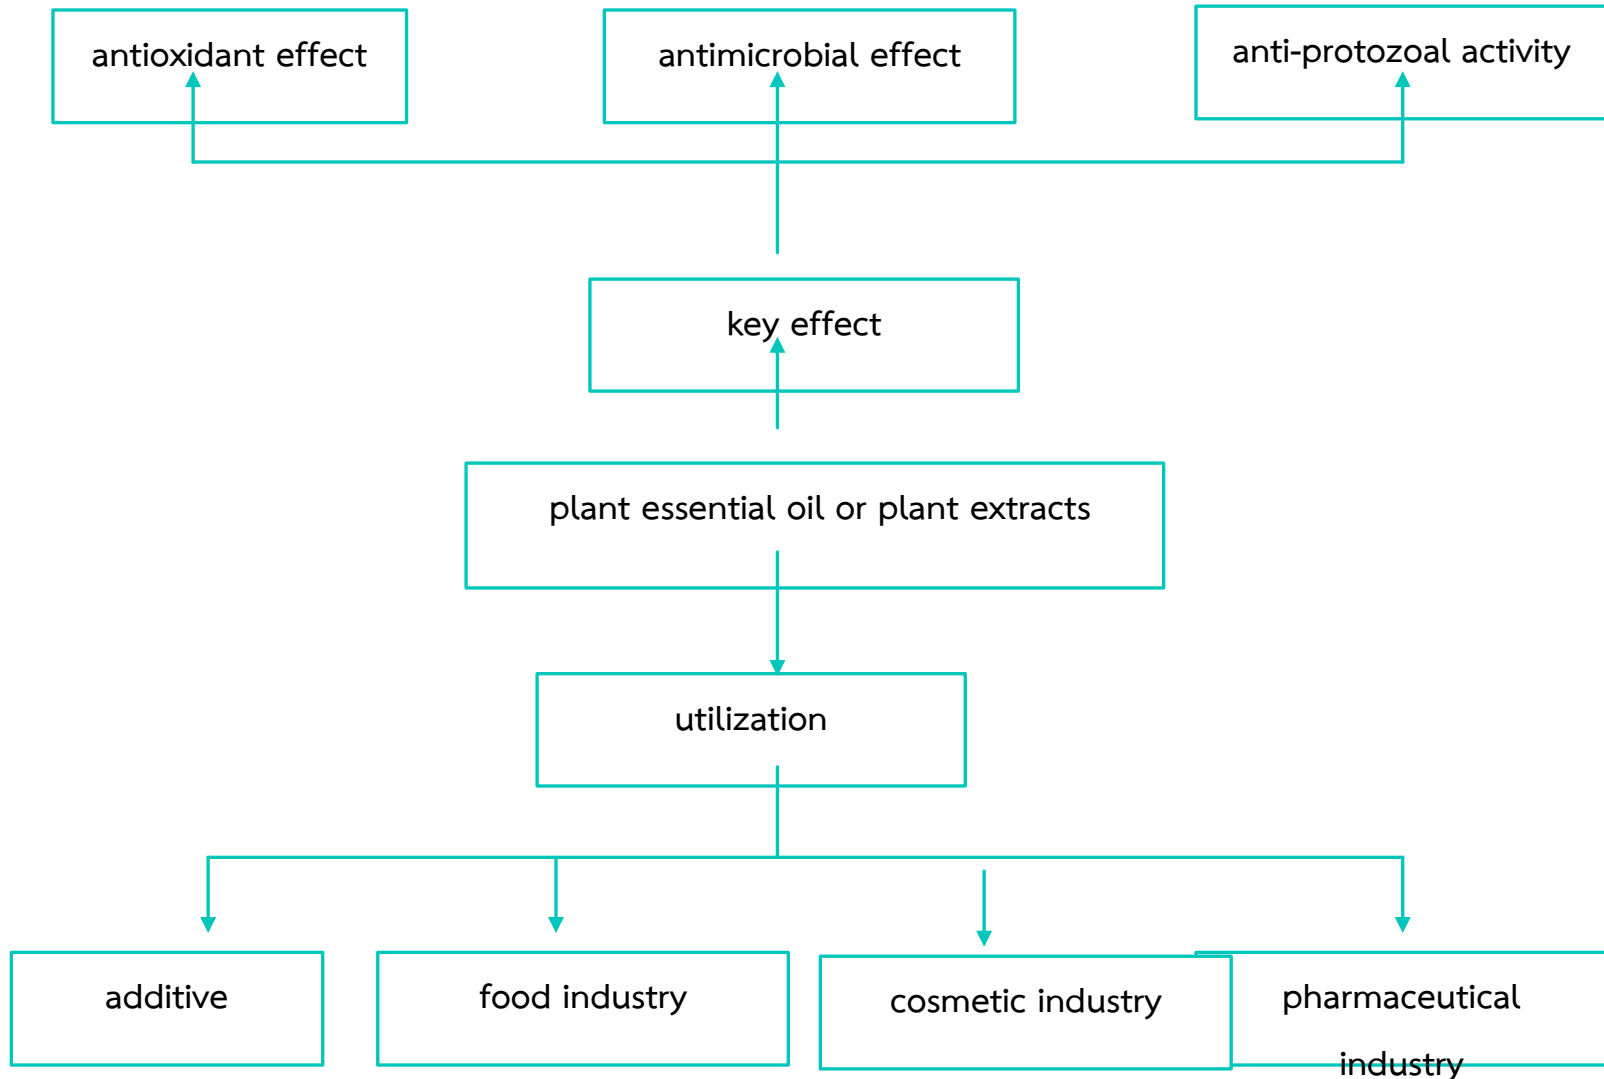 antioxidant effect
antimicrobial effect
anti-protozoal activity
key effect
plant essential oil or plant extracts
utilization
additive
food industry
cosmetic industry
pharmaceutical
industry